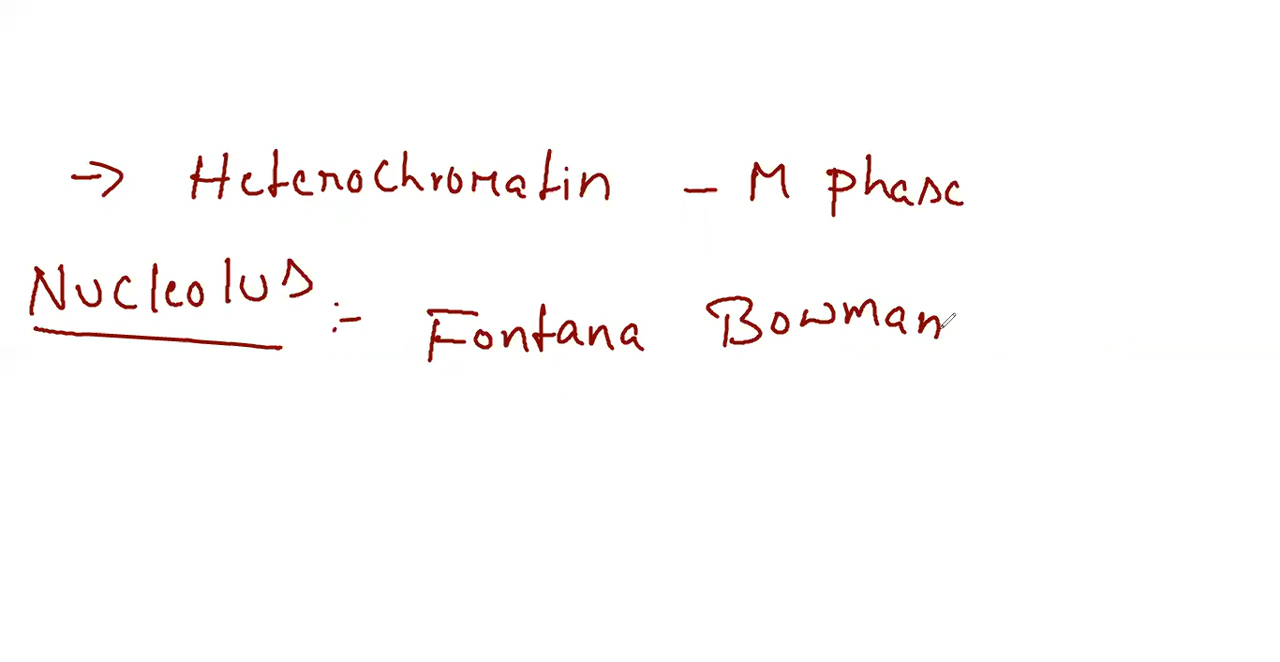 → Heterochromatin – M phase
Nucleolus :- Fontana Bowman